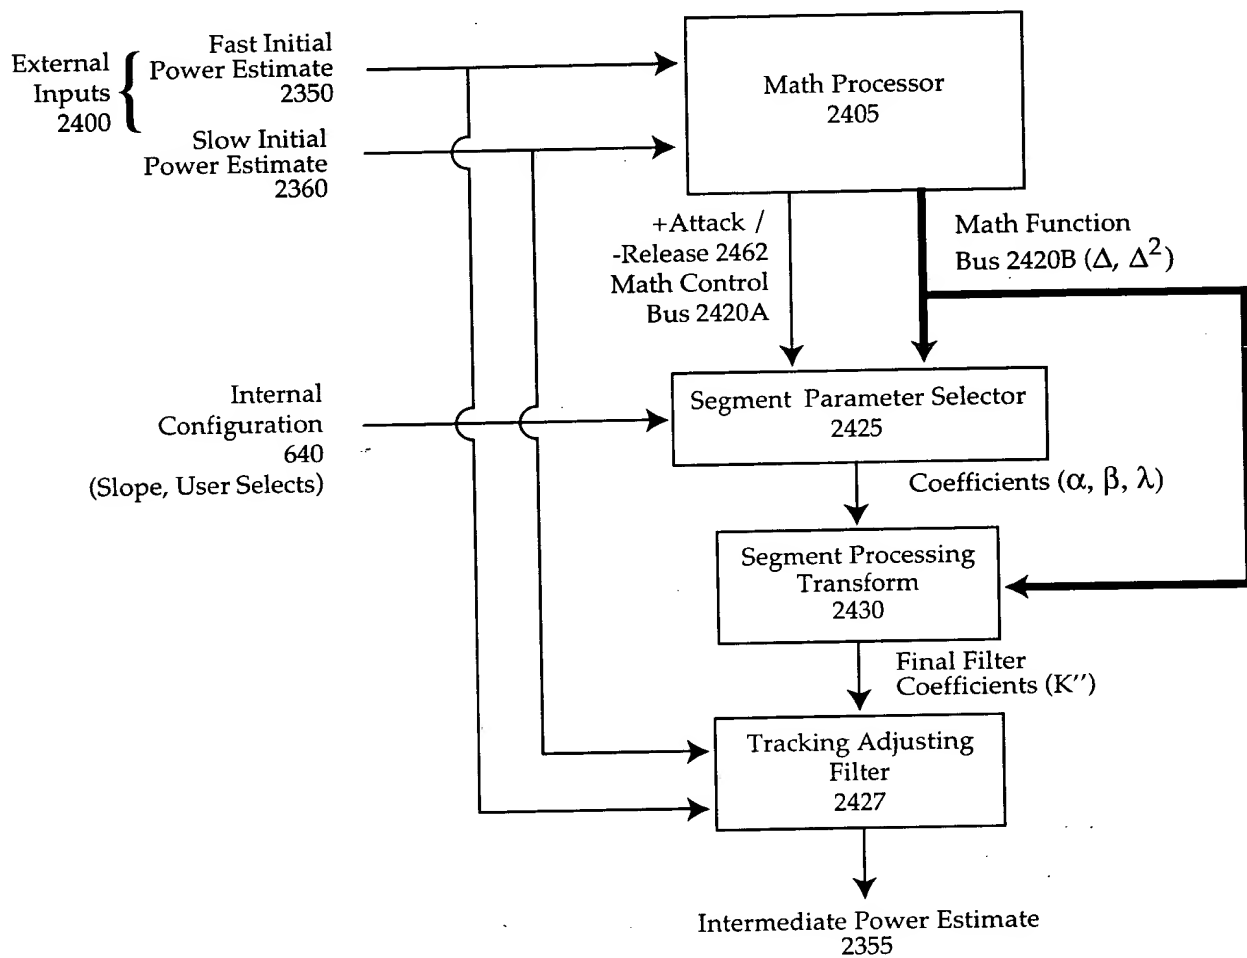 External
Inputs
2400
Fast Initial
Power Estimate
2350
Slow Initial
Power Estimate
2360
Math Processor
2405
+Attack /
-Release 2462
Math Control
Bus 2420A
Math Function
Bus 2420B (Δ, Δ²)
Internal
Configuration
640
(Slope, User Selects)
Segment Parameter Selector
2425
Coefficients (α, β, λ)
Segment Processing
Transform
2430
Final Filter
Coefficients (K″)
Tracking Adjusting
Filter
2427
Intermediate Power Estimate
2355